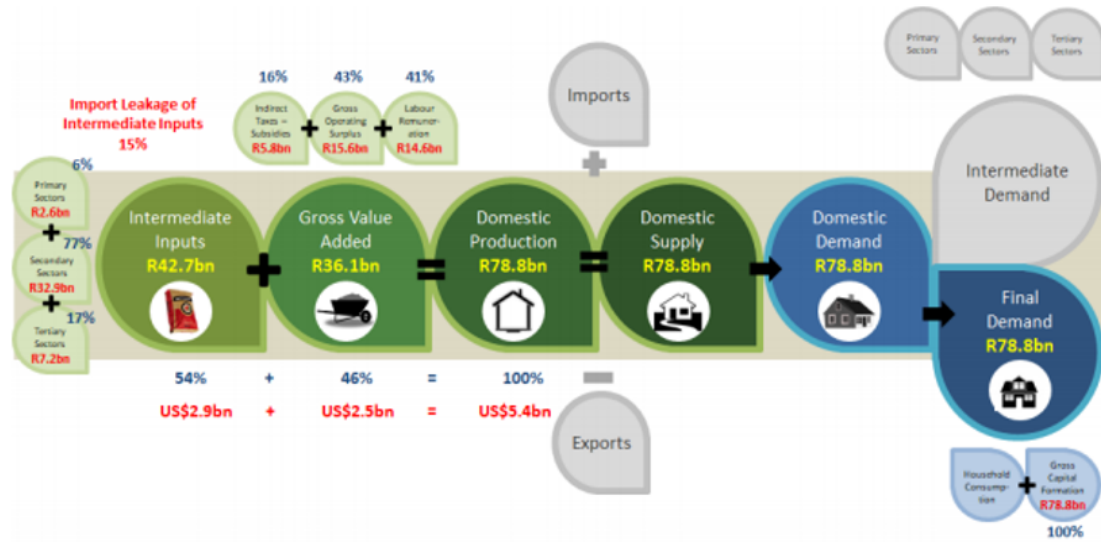 Primary
Sectors
Secondary
Sectors
Tertiary
Sectors
16%
43%
41%
Import Leakage of
Intermediate Inputs
15%
Indirect
Taxes –
Subsidies
R5.8bn
+
Gross
Operating
Surplus
R15.6bn
+
Labour
Remuner-
ation
R14.6bn
Imports
+
6%
Primary
Sectors
R2.6bn
+
77%
Secondary
Sectors
R32.9bn
+
17%
Tertiary
Sectors
R7.2bn
Intermediate
Inputs
R42.7bn
+
Gross Value
Added
R36.1bn
=
Domestic
Production
R78.8bn
=
Domestic
Supply
R78.8bn
Domestic
Demand
R78.8bn
Intermediate
Demand
Final
Demand
R78.8bn
54% + 46% = 100%
US$2.9bn + US$2.5bn = US$5.4bn
Exports
Household
Consump-
tion
+
Gross
Capital
Formation
R78.8bn
100%